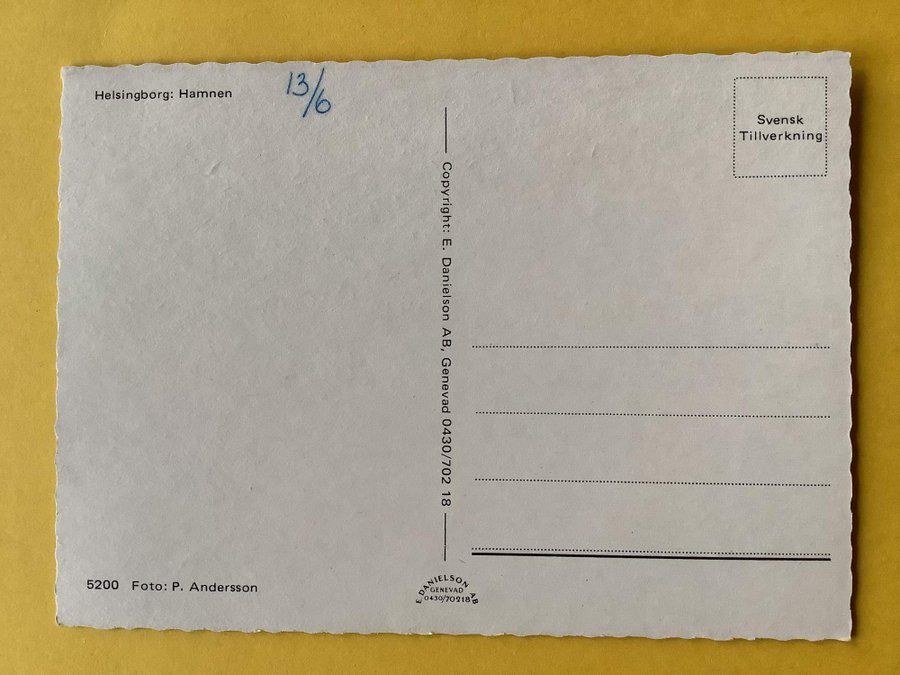 Helsingborg: Hamnen
13/6
Svensk
Tillverkning
Copyright: E. Danielson AB, Genevad 0430/702 18
5200 Foto: P. Andersson
E DANIELSON AB
GENEVAD
0430/70218